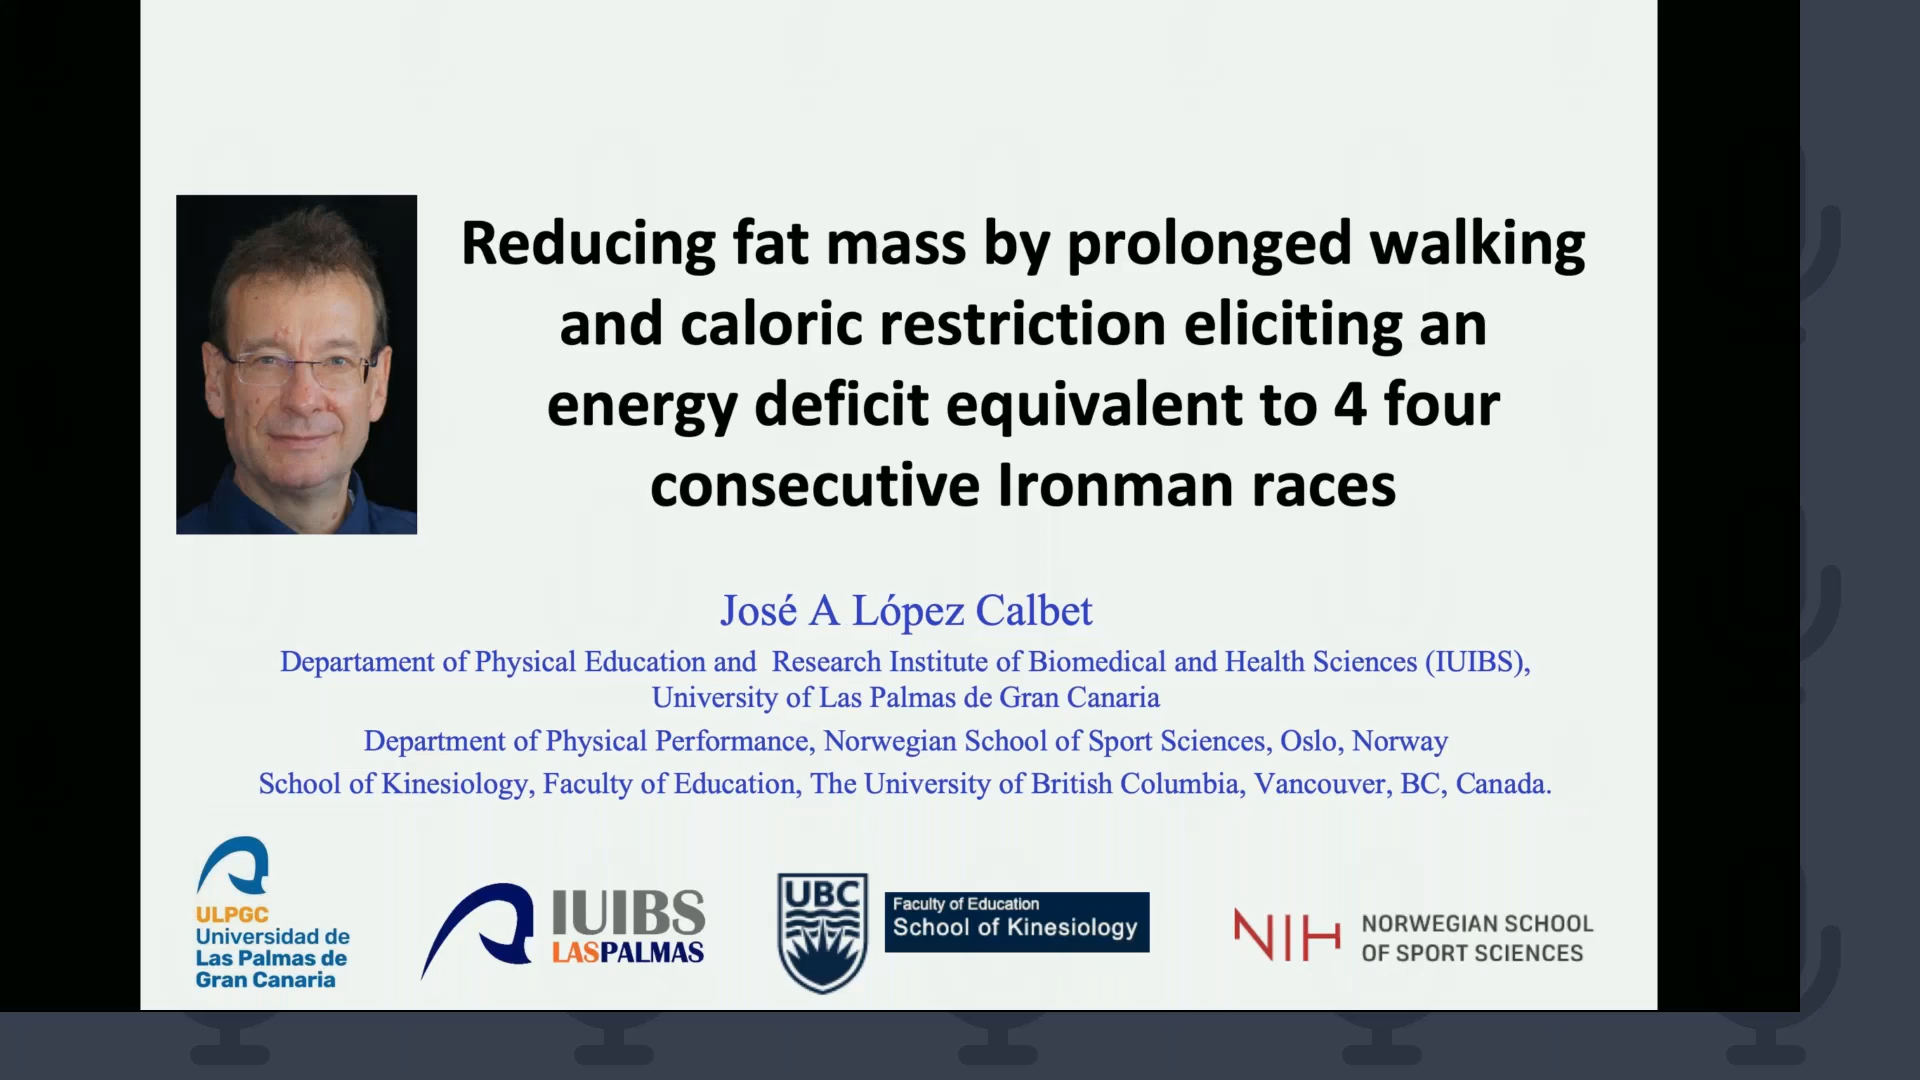 Reducing fat mass by prolonged walking
and caloric restriction eliciting an
energy deficit equivalent to 4 four
consecutive Ironman races
José A López Calbet
Departament of Physical Education and  Research Institute of Biomedical and Health Sciences (IUIBS),
University of Las Palmas de Gran Canaria
Department of Physical Performance, Norwegian School of Sport Sciences, Oslo, Norway
School of Kinesiology, Faculty of Education, The University of British Columbia, Vancouver, BC, Canada.
ULPGC
Universidad de
Las Palmas de
Gran Canaria
IUIBS
LASPALMAS
UBC
Faculty of Education
School of Kinesiology
NIH
NORWEGIAN SCHOOL
OF SPORT SCIENCES